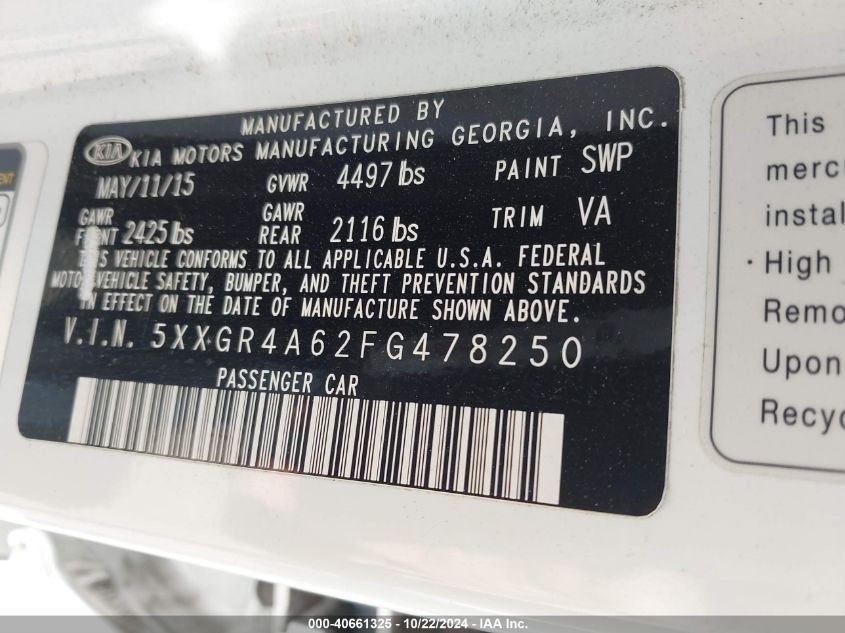 MANUFACTURED BY
KIA KIA MOTORS MANUFACTURING GEORGIA, INC.
MAY/11/15 GVWR 4497 lbs PAINT SWP
GAWR FRONT 2425 lbs GAWR REAR 2116 lbs TRIM VA
THIS VEHICLE CONFORMS TO ALL APPLICABLE U.S.A. FEDERAL
MOTOR VEHICLE SAFETY, BUMPER, AND THEFT PREVENTION STANDARDS
IN EFFECT ON THE DATE OF MANUFACTURE SHOWN ABOVE.
V.I.N. 5XXGR4A62FG478250
PASSENGER CAR
This
merc
instal
· High
Remo
Upon
Recyc
000-40661325 - 10/22/2024 - IAA Inc.